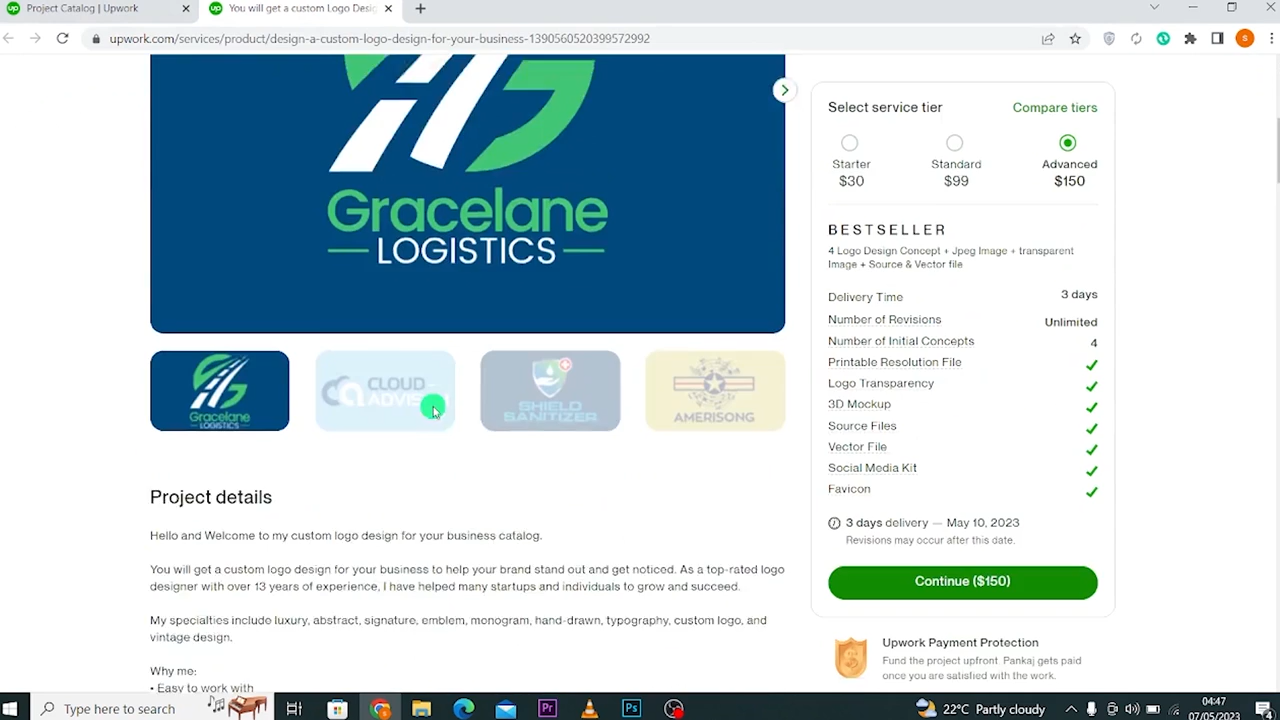 Project Catalog | Upwork
You will get a custom Logo Desig
upwork.com/services/product/design-a-custom-logo-design-for-your-business-1390560520399572992
S
Gracelane
LOGISTICS
Gracelane
LOGISTICS
CLOUD
SHIELD
SANITIZER
AMERISONG
Project details
Hello and Welcome to my custom logo design for your business catalog.
You will get a custom logo design for your business to help your brand stand out and get noticed. As a top-rated logo
designer with over 13 years of experience, I have helped many startups and individuals to grow and succeed.
My specialties include luxury, abstract, signature, emblem, monogram, hand-drawn, typography, custom logo, and
vintage design.
Why me:
• Easy to work with
Select service tier
Compare tiers
Starter
$30
Standard
$99
Advanced
$150
BESTSELLER
4 Logo Design Concept + Jpeg Image + transparent
Image + Source & Vector file
Delivery Time 3 days
Number of Revisions Unlimited
Number of Initial Concepts 4
Printable Resolution File
Logo Transparency
3D Mockup
Source Files
Vector File
Social Media Kit
Favicon
3 days delivery — May 10, 2023
Revisions may occur after this date.
Continue ($150)
Upwork Payment Protection
Fund the project upfront. Pankaj gets paid
once you are satisfied with the work.
Type here to search
Pr
Ps
22°C Partly cloudy
04:47
07/05/2023